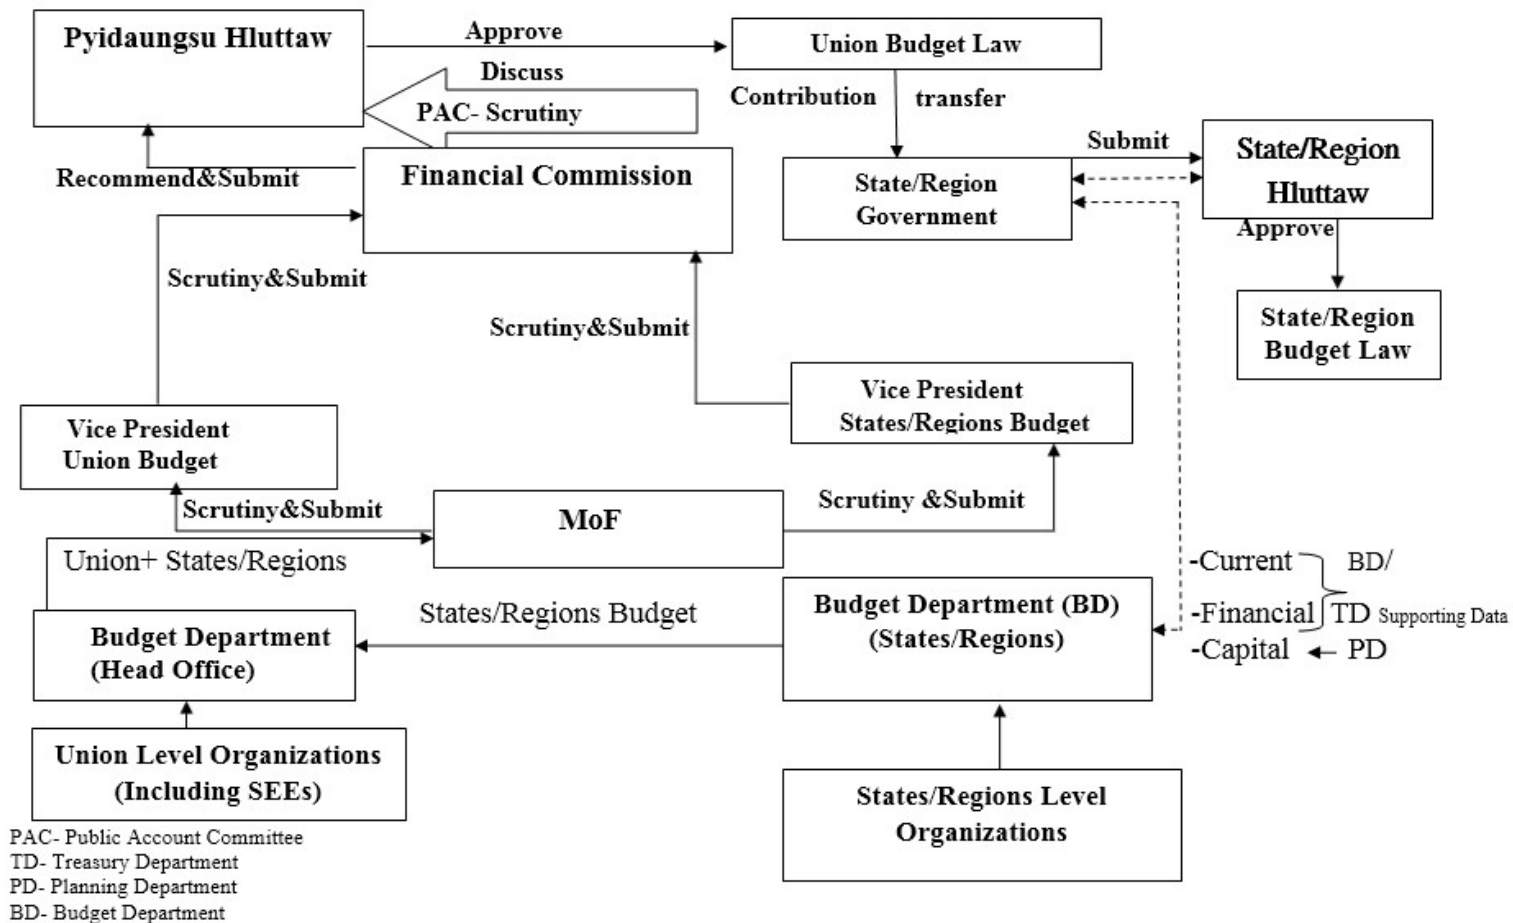 Pyidaungsu Hluttaw
Approve
Union Budget Law
Discuss
PAC- Scrutiny
Contribution
transfer
Recommend&Submit
Financial Commission
State/Region
Government
Submit
State/Region
Hluttaw
Approve
State/Region
Budget Law
Scrutiny&Submit
Scrutiny&Submit
Vice President
Union Budget
Vice President
States/Regions Budget
Scrutiny&Submit
MoF
Scrutiny &Submit
Union+ States/Regions
States/Regions Budget
Budget Department
(Head Office)
Budget Department (BD)
(States/Regions)
-Current
BD/
-Financial
TD Supporting Data
-Capital
PD
Union Level Organizations
(Including SEEs)
States/Regions Level
Organizations
PAC- Public Account Committee
TD- Treasury Department
PD- Planning Department
BD- Budget Department